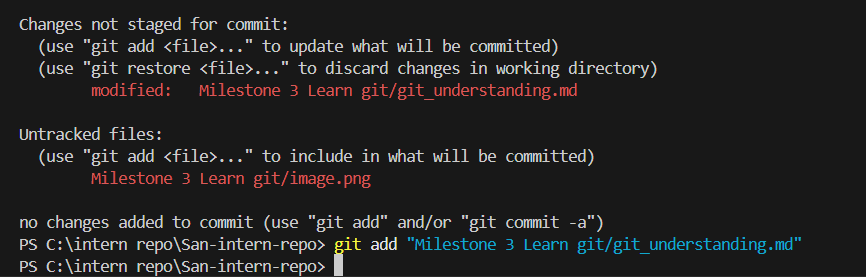 Changes not staged for commit:
(use "git add <file>..." to update what will be committed)
(use "git restore <file>..." to discard changes in working directory)
modified: Milestone 3 Learn git/git_understanding.md
Untracked files:
(use "git add <file>..." to include in what will be committed)
Milestone 3 Learn git/image.png
no changes added to commit (use "git add" and/or "git commit -a")
PS C:\intern repo\San-intern-repo> git add "Milestone 3 Learn git/git_understanding.md"
PS C:\intern repo\San-intern-repo>